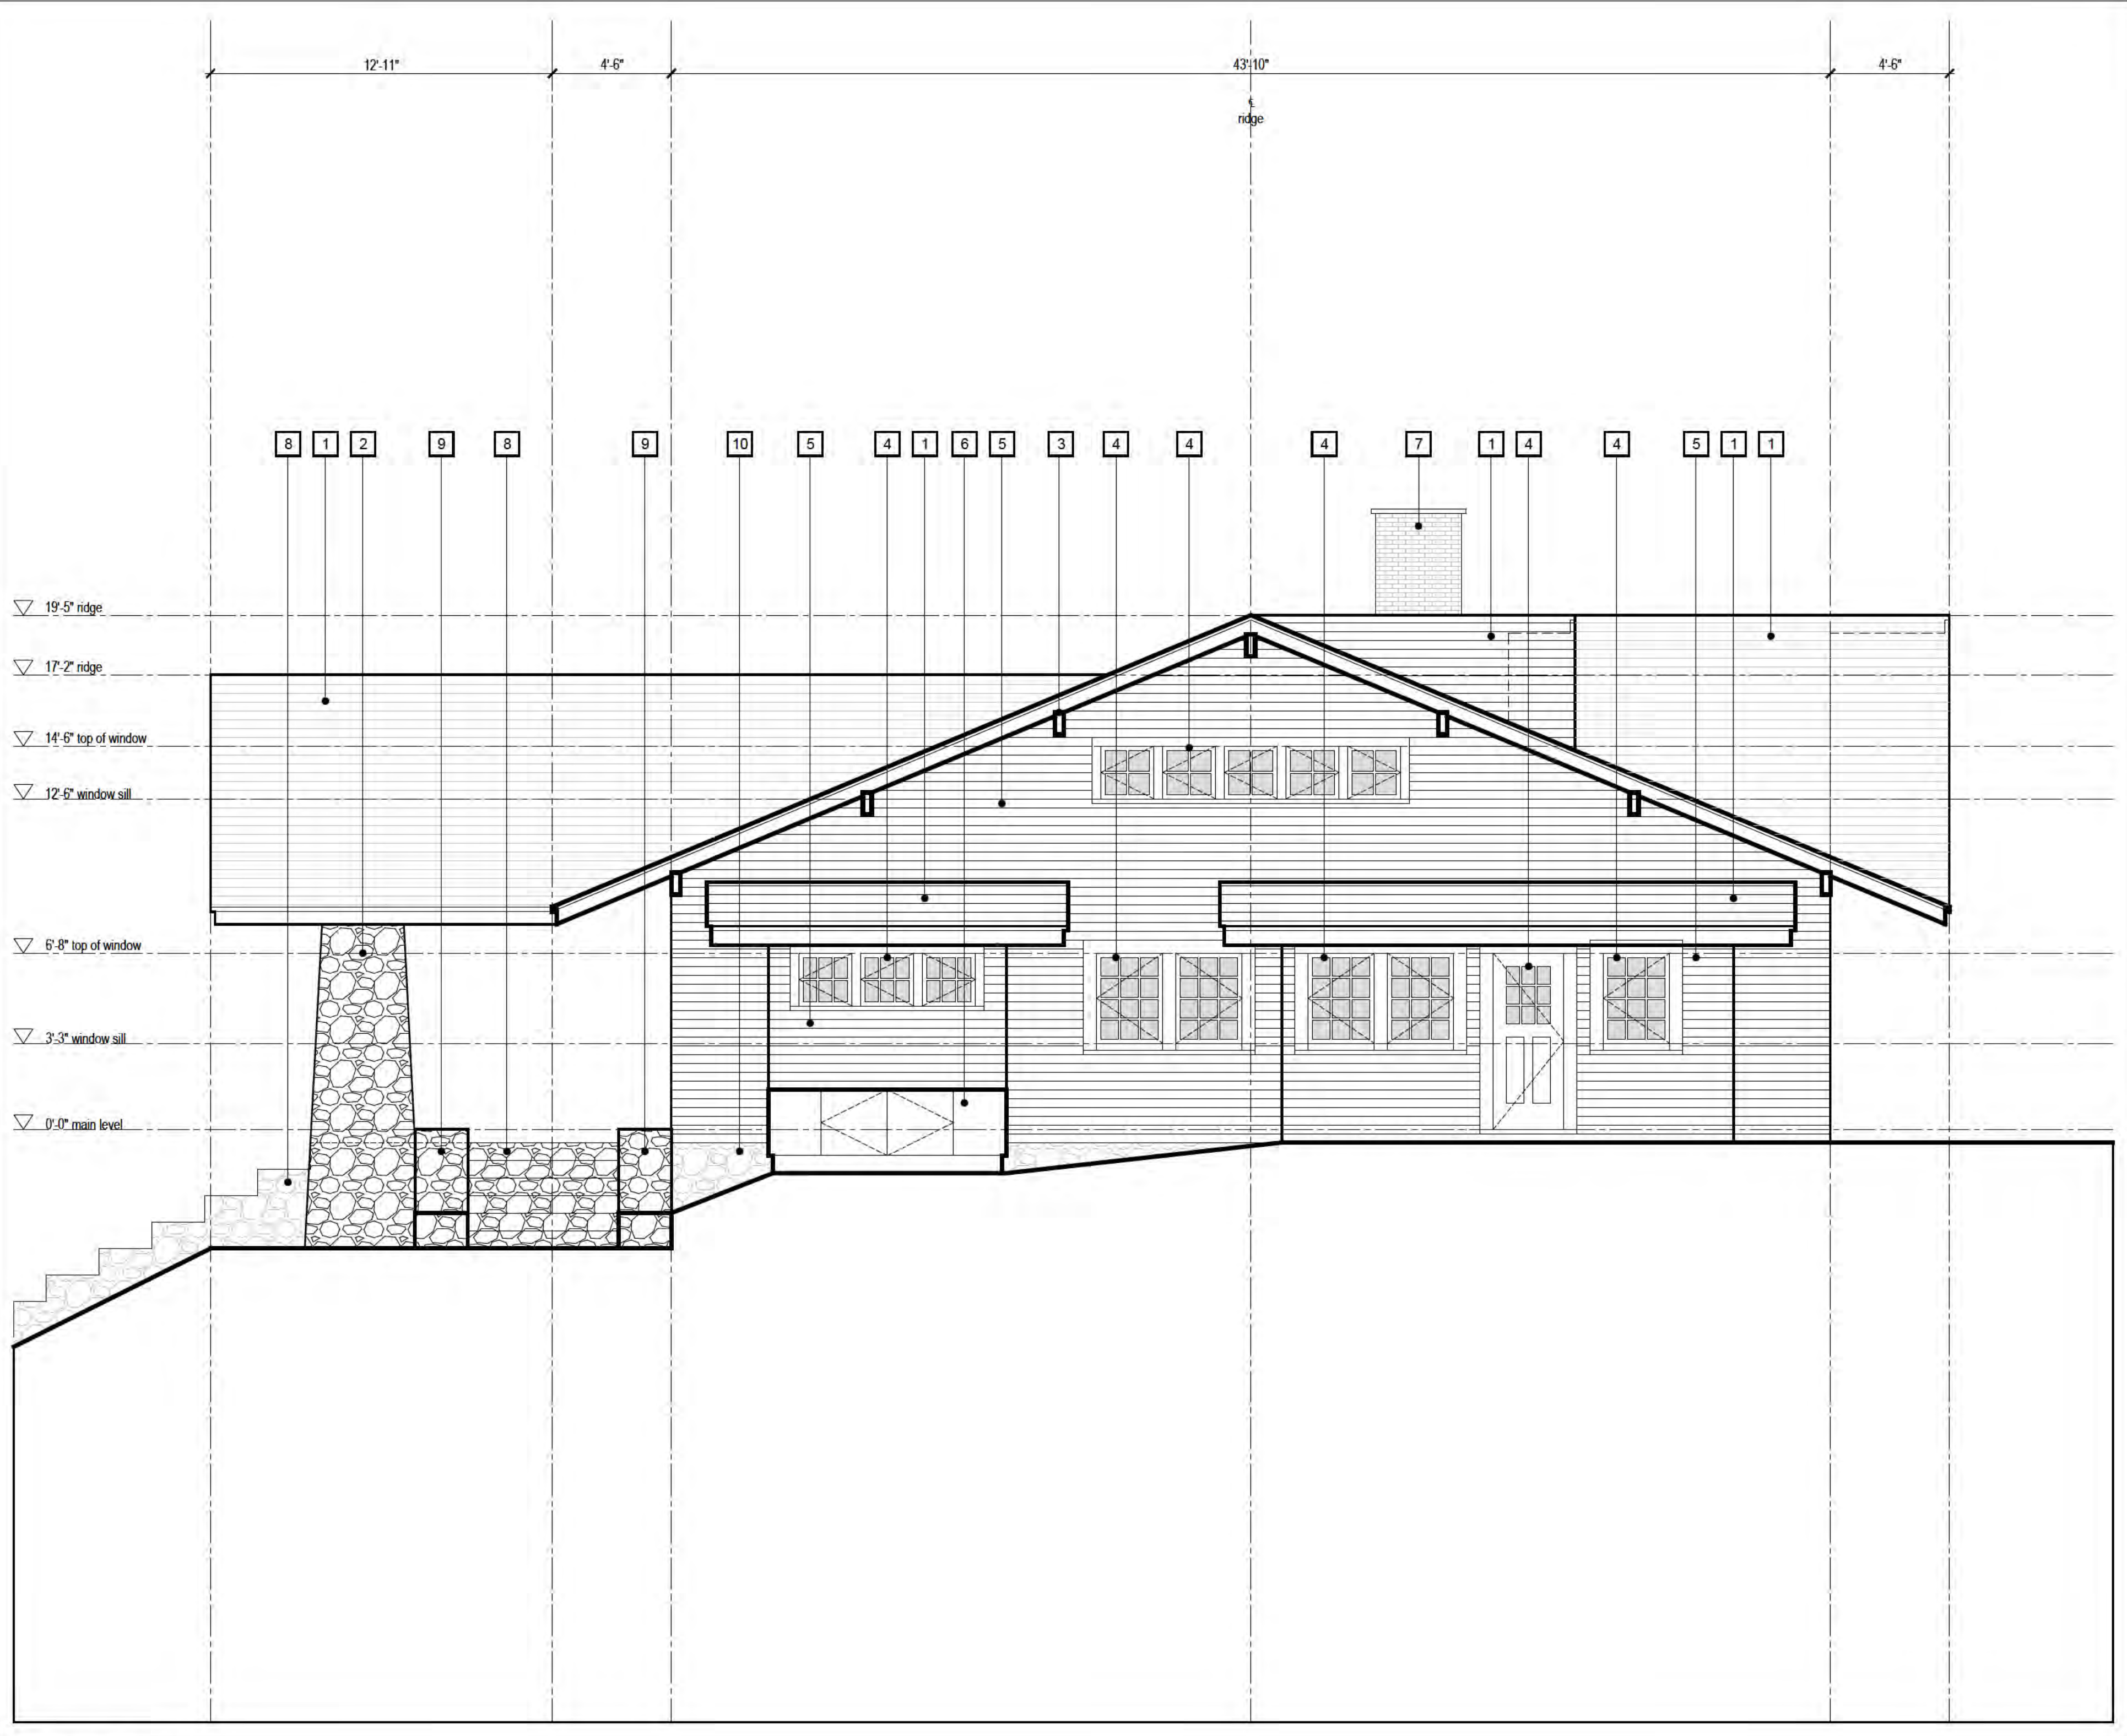 12'-11" 4'-6" 43'-10" 4'-6"
℄
ridge
8 1 2 9 8 9 10 5 4 1 6 5 3 4 4 4 7 1 4 4 5 1 1
19'-5" ridge
17'-2" ridge
14'-6" top of window
12'-6" window sill
6'-8" top of window
3'-3" window sill
0'-0" main level